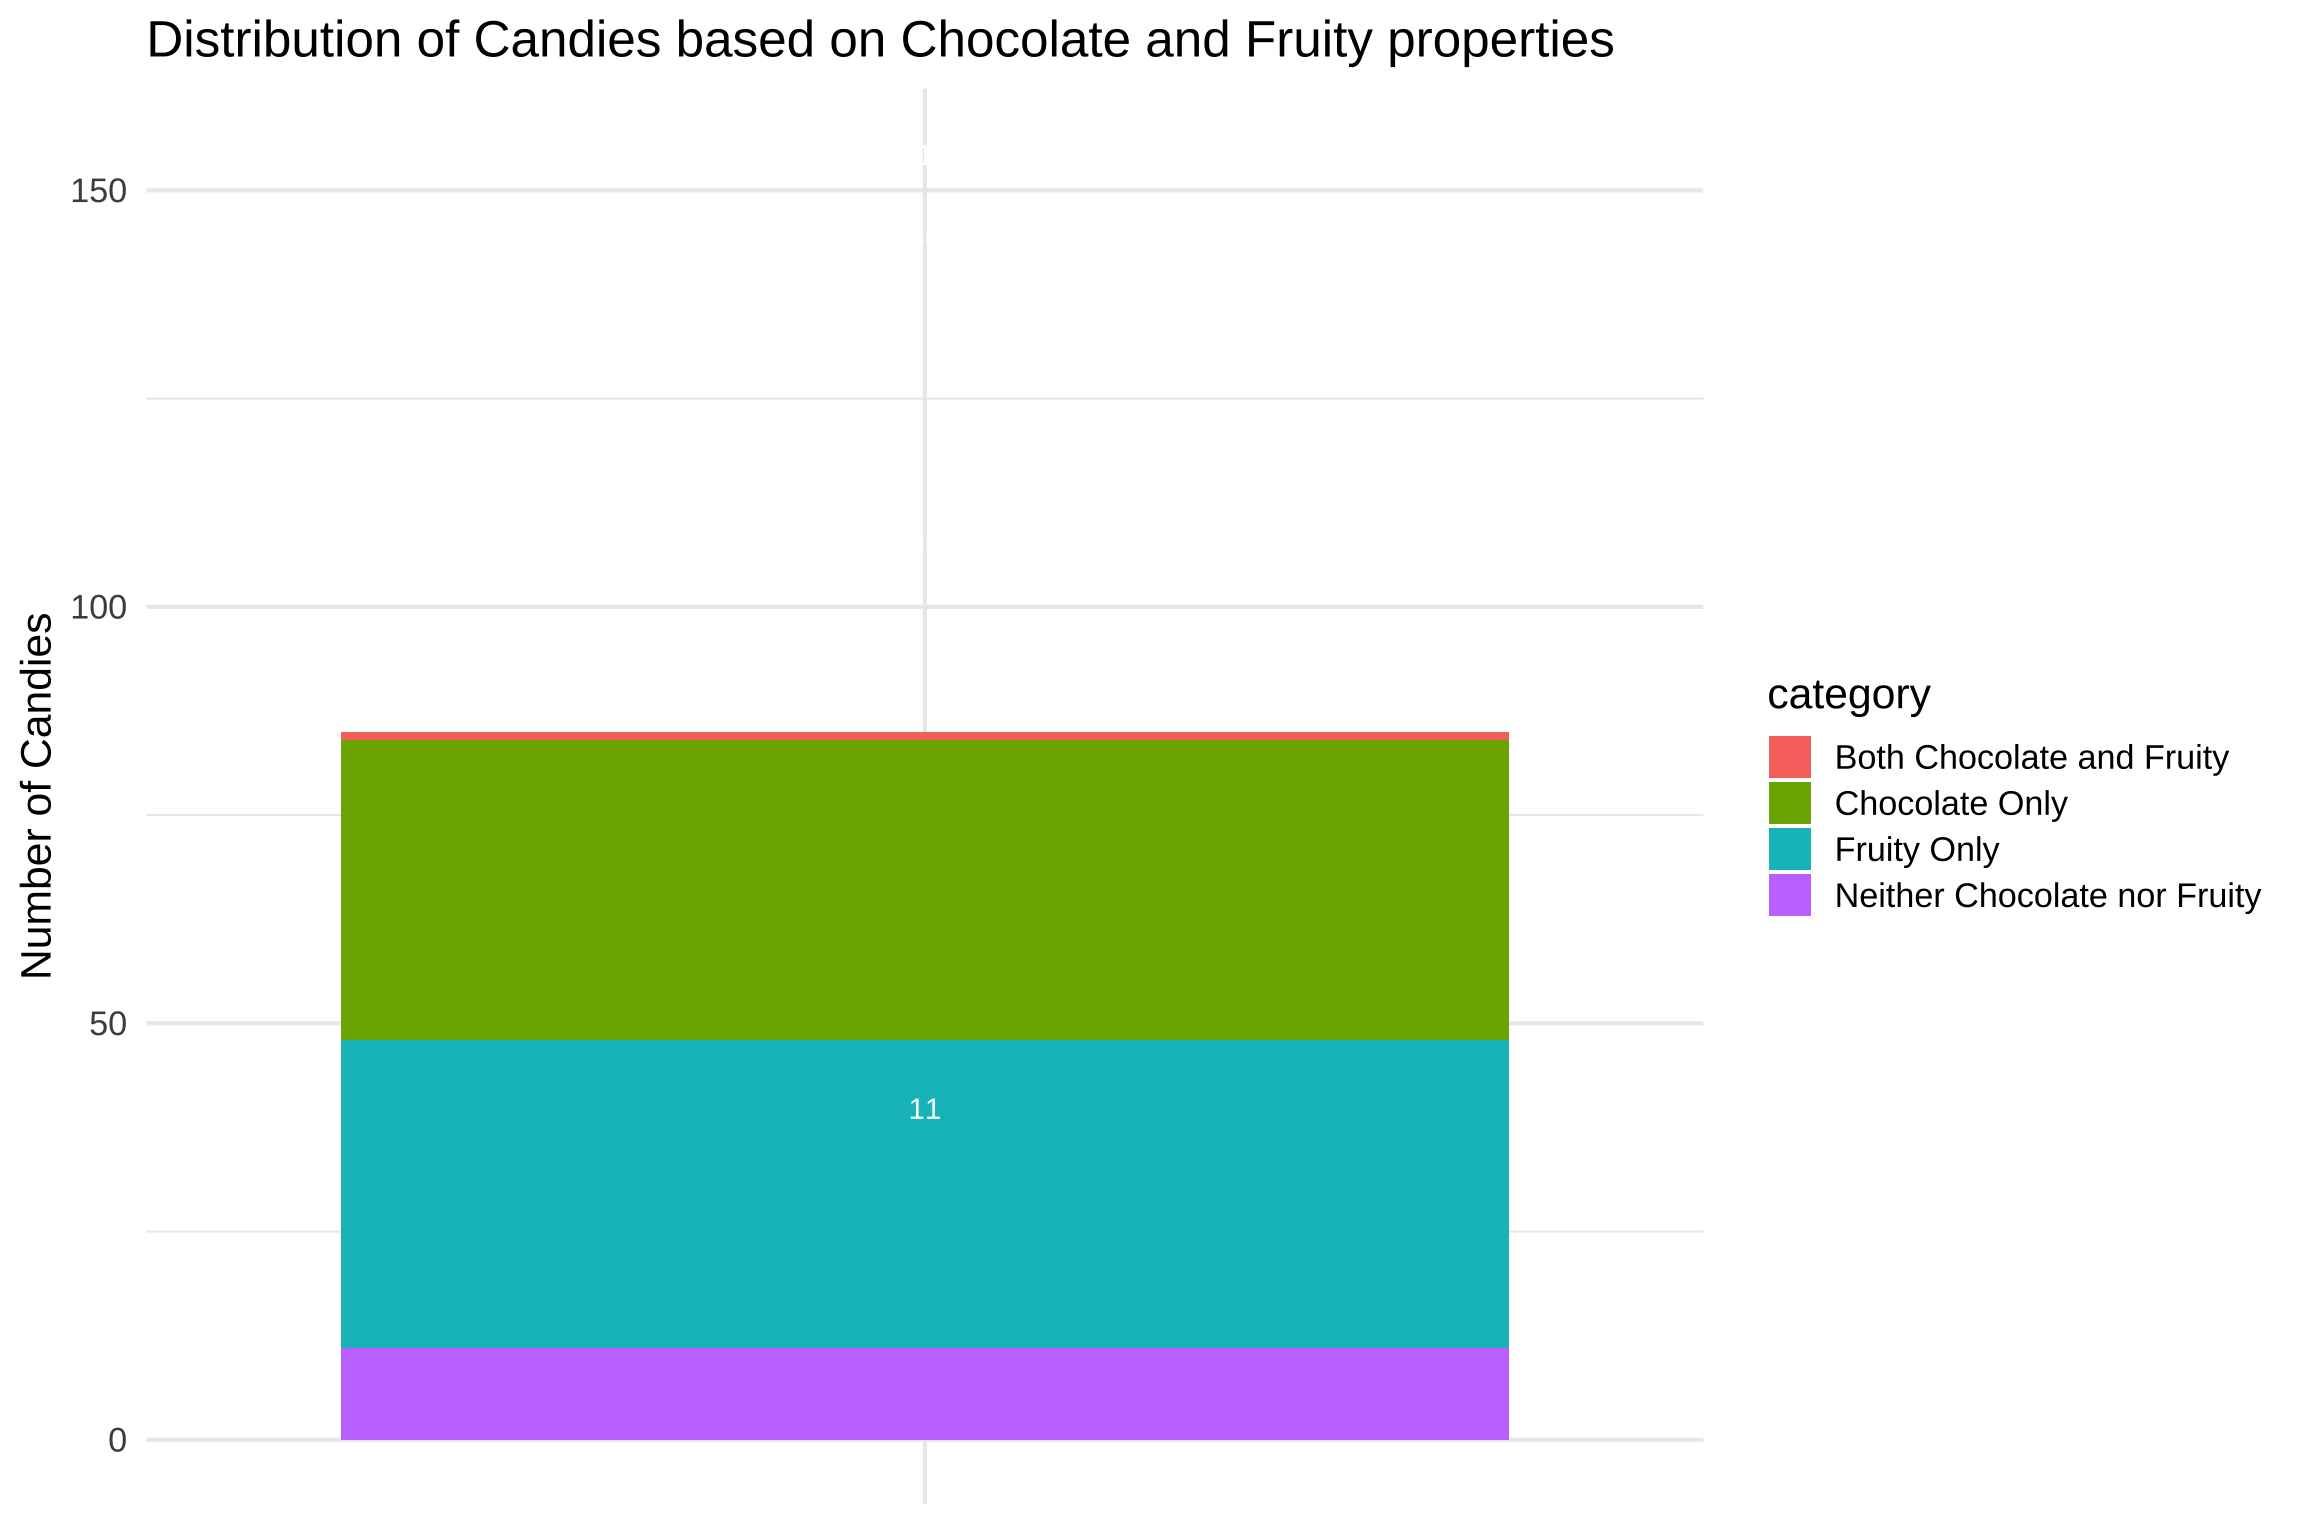 Distribution of Candies based on Chocolate and Fruity properties
150
100
50
0
Number of Candies
11
category
Both Chocolate and Fruity
Chocolate Only
Fruity Only
Neither Chocolate nor Fruity